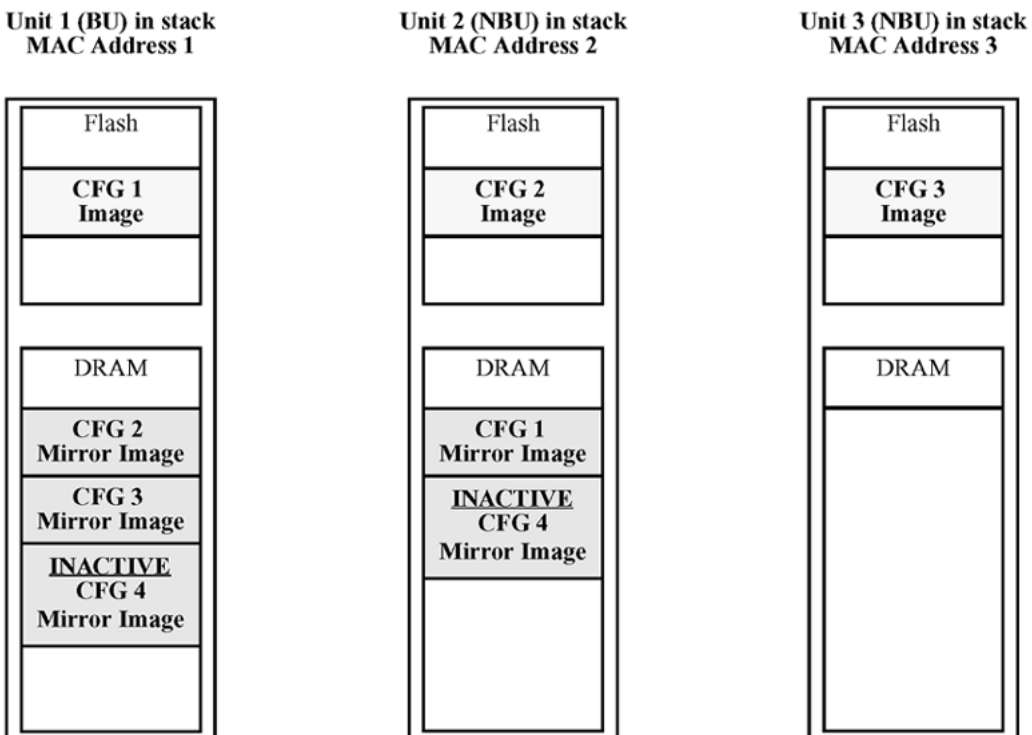 Unit 1 (BU) in stack
MAC Address 1
Flash
CFG 1
Image
DRAM
CFG 2
Mirror Image
CFG 3
Mirror Image
INACTIVE
CFG 4
Mirror Image
Unit 2 (NBU) in stack
MAC Address 2
Flash
CFG 2
Image
DRAM
CFG 1
Mirror Image
INACTIVE
CFG 4
Mirror Image
Unit 3 (NBU) in stack
MAC Address 3
Flash
CFG 3
Image
DRAM